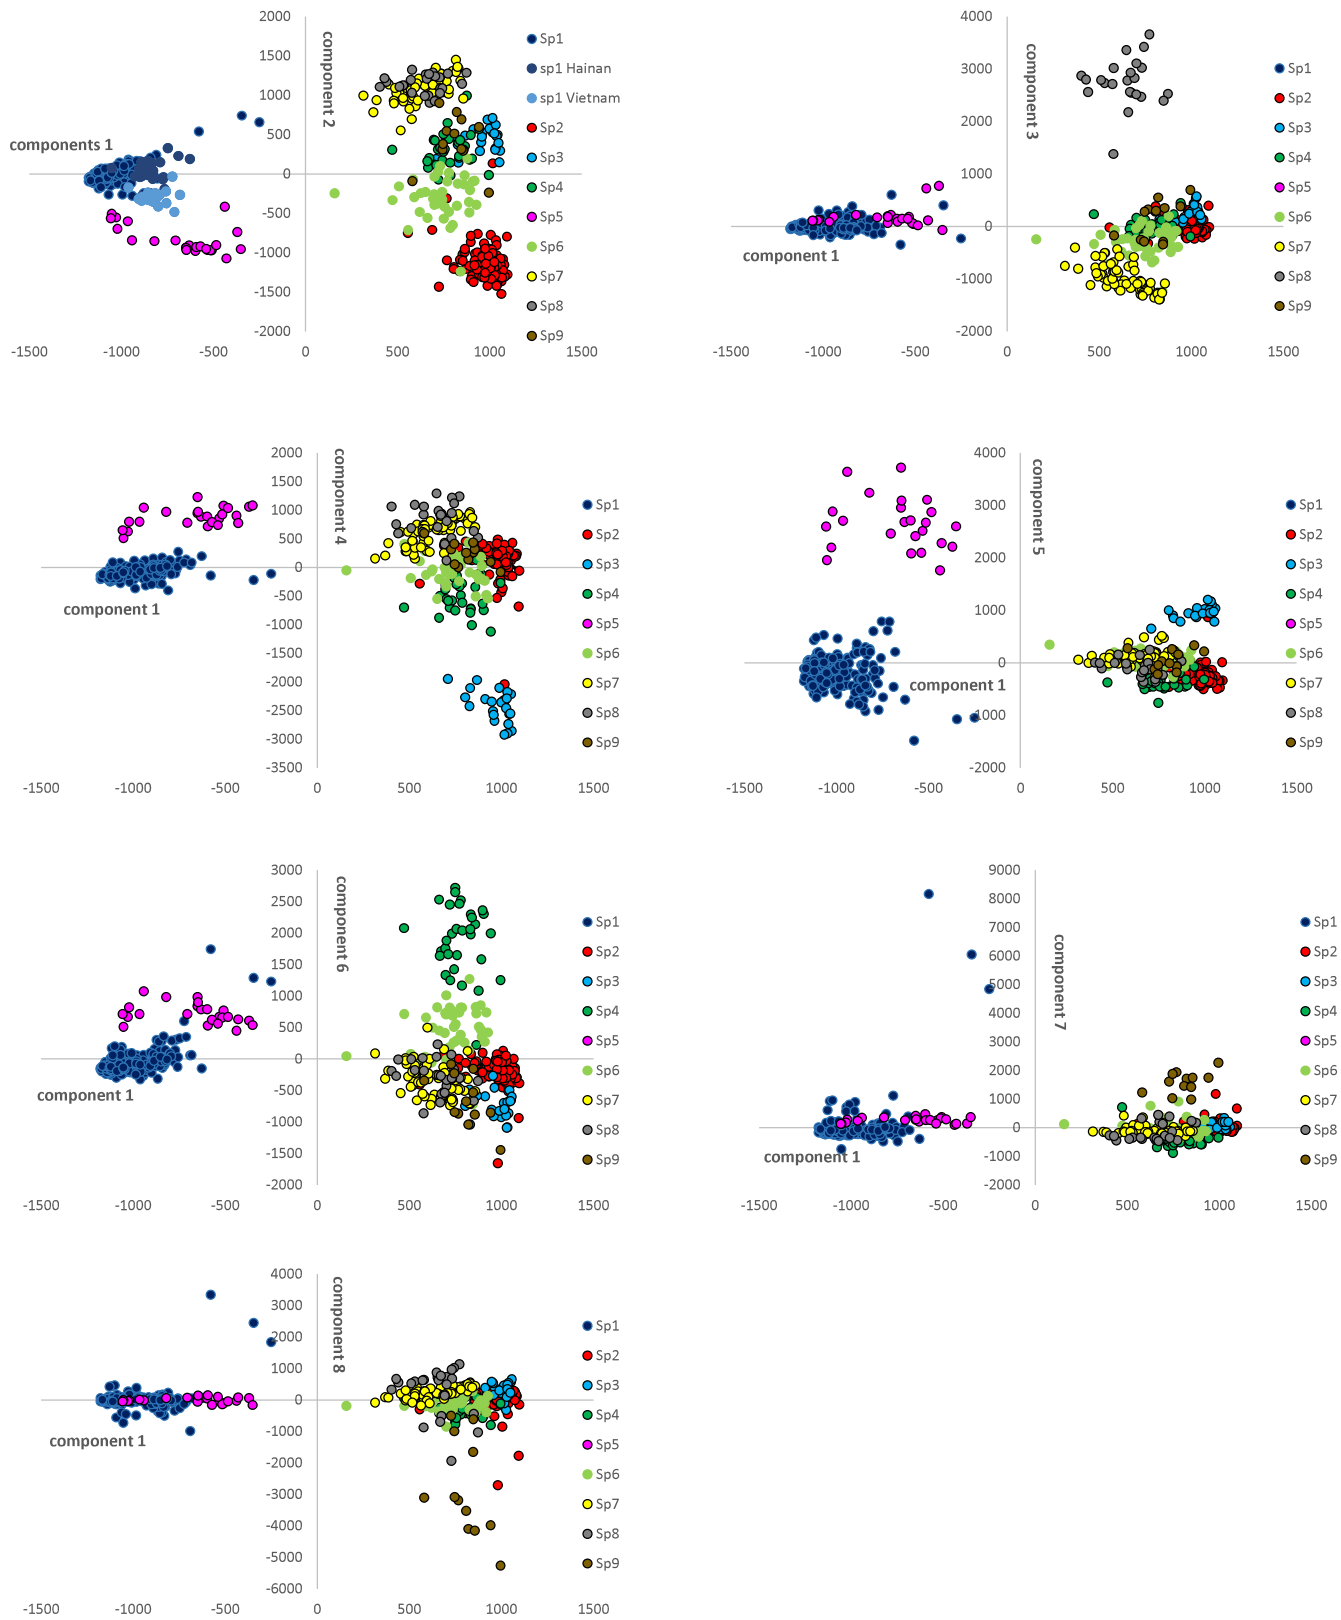 components 1
component 2
2000
1500
1000
500
0
-500
-1000
-1500
-2000
-1500
-1000
-500
0
500
1000
1500
Sp1
sp1 Hainan
sp1 Vietnam
Sp2
Sp3
Sp4
Sp5
Sp6
Sp7
Sp8
Sp9
component 1
component 3
4000
3000
2000
1000
0
-1000
-2000
-1500
-1000
-500
0
500
1000
1500
Sp1
Sp2
Sp3
Sp4
Sp5
Sp6
Sp7
Sp8
Sp9
component 1
component 4
2000
1500
1000
500
0
-500
-1000
-1500
-2000
-2500
-3000
-3500
-1500
-1000
-500
0
500
1000
1500
Sp1
Sp2
Sp3
Sp4
Sp5
Sp6
Sp7
Sp8
Sp9
component 1
component 5
4000
3000
2000
1000
0
-1000
-2000
-1500
-1000
-500
0
500
1000
1500
Sp1
Sp2
Sp3
Sp4
Sp5
Sp6
Sp7
Sp8
Sp9
component 1
component 6
3000
2500
2000
1500
1000
500
0
-500
-1000
-1500
-2000
-1500
-1000
-500
0
500
1000
1500
Sp1
Sp2
Sp3
Sp4
Sp5
Sp6
Sp7
Sp8
Sp9
component 1
component 7
9000
8000
7000
6000
5000
4000
3000
2000
1000
0
-1000
-2000
-1500
-1000
-500
0
500
1000
1500
Sp1
Sp2
Sp3
Sp4
Sp5
Sp6
Sp7
Sp8
Sp9
component 1
component 8
4000
3000
2000
1000
0
-1000
-2000
-3000
-4000
-5000
-6000
-1500
-1000
-500
0
500
1000
1500
Sp1
Sp2
Sp3
Sp4
Sp5
Sp6
Sp7
Sp8
Sp9